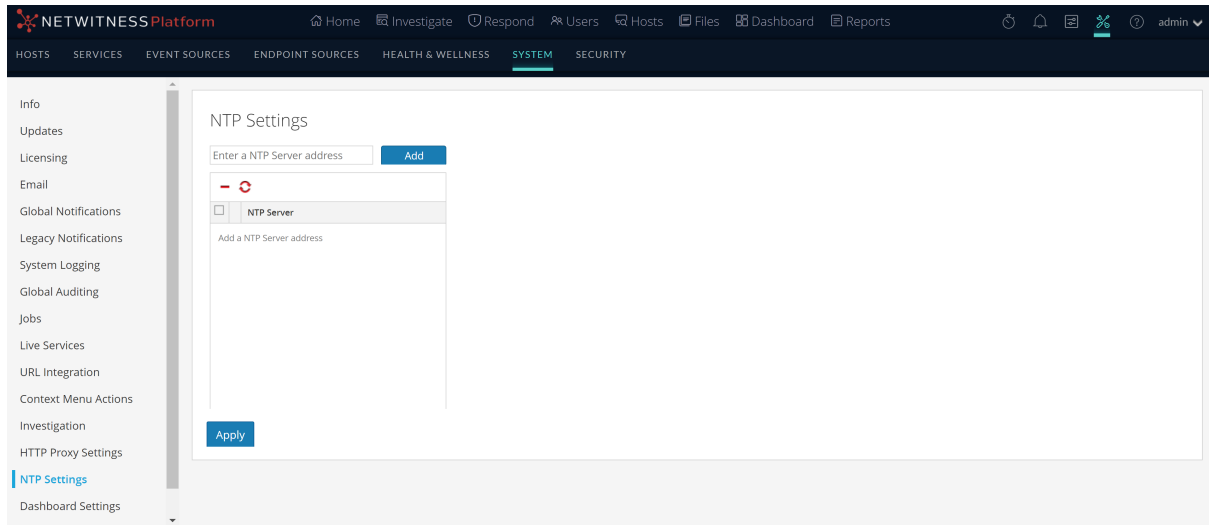 NETWITNESS Platform Home Investigate Respond Users Hosts Files Dashboard Reports admin
HOSTS SERVICES EVENT SOURCES ENDPOINT SOURCES HEALTH & WELLNESS SYSTEM SECURITY
Info
Updates
Licensing
Email
Global Notifications
Legacy Notifications
System Logging
Global Auditing
Jobs
Live Services
URL Integration
Context Menu Actions
Investigation
HTTP Proxy Settings
NTP Settings
Dashboard Settings
NTP Settings
Enter a NTP Server address Add
NTP Server
Add a NTP Server address
Apply